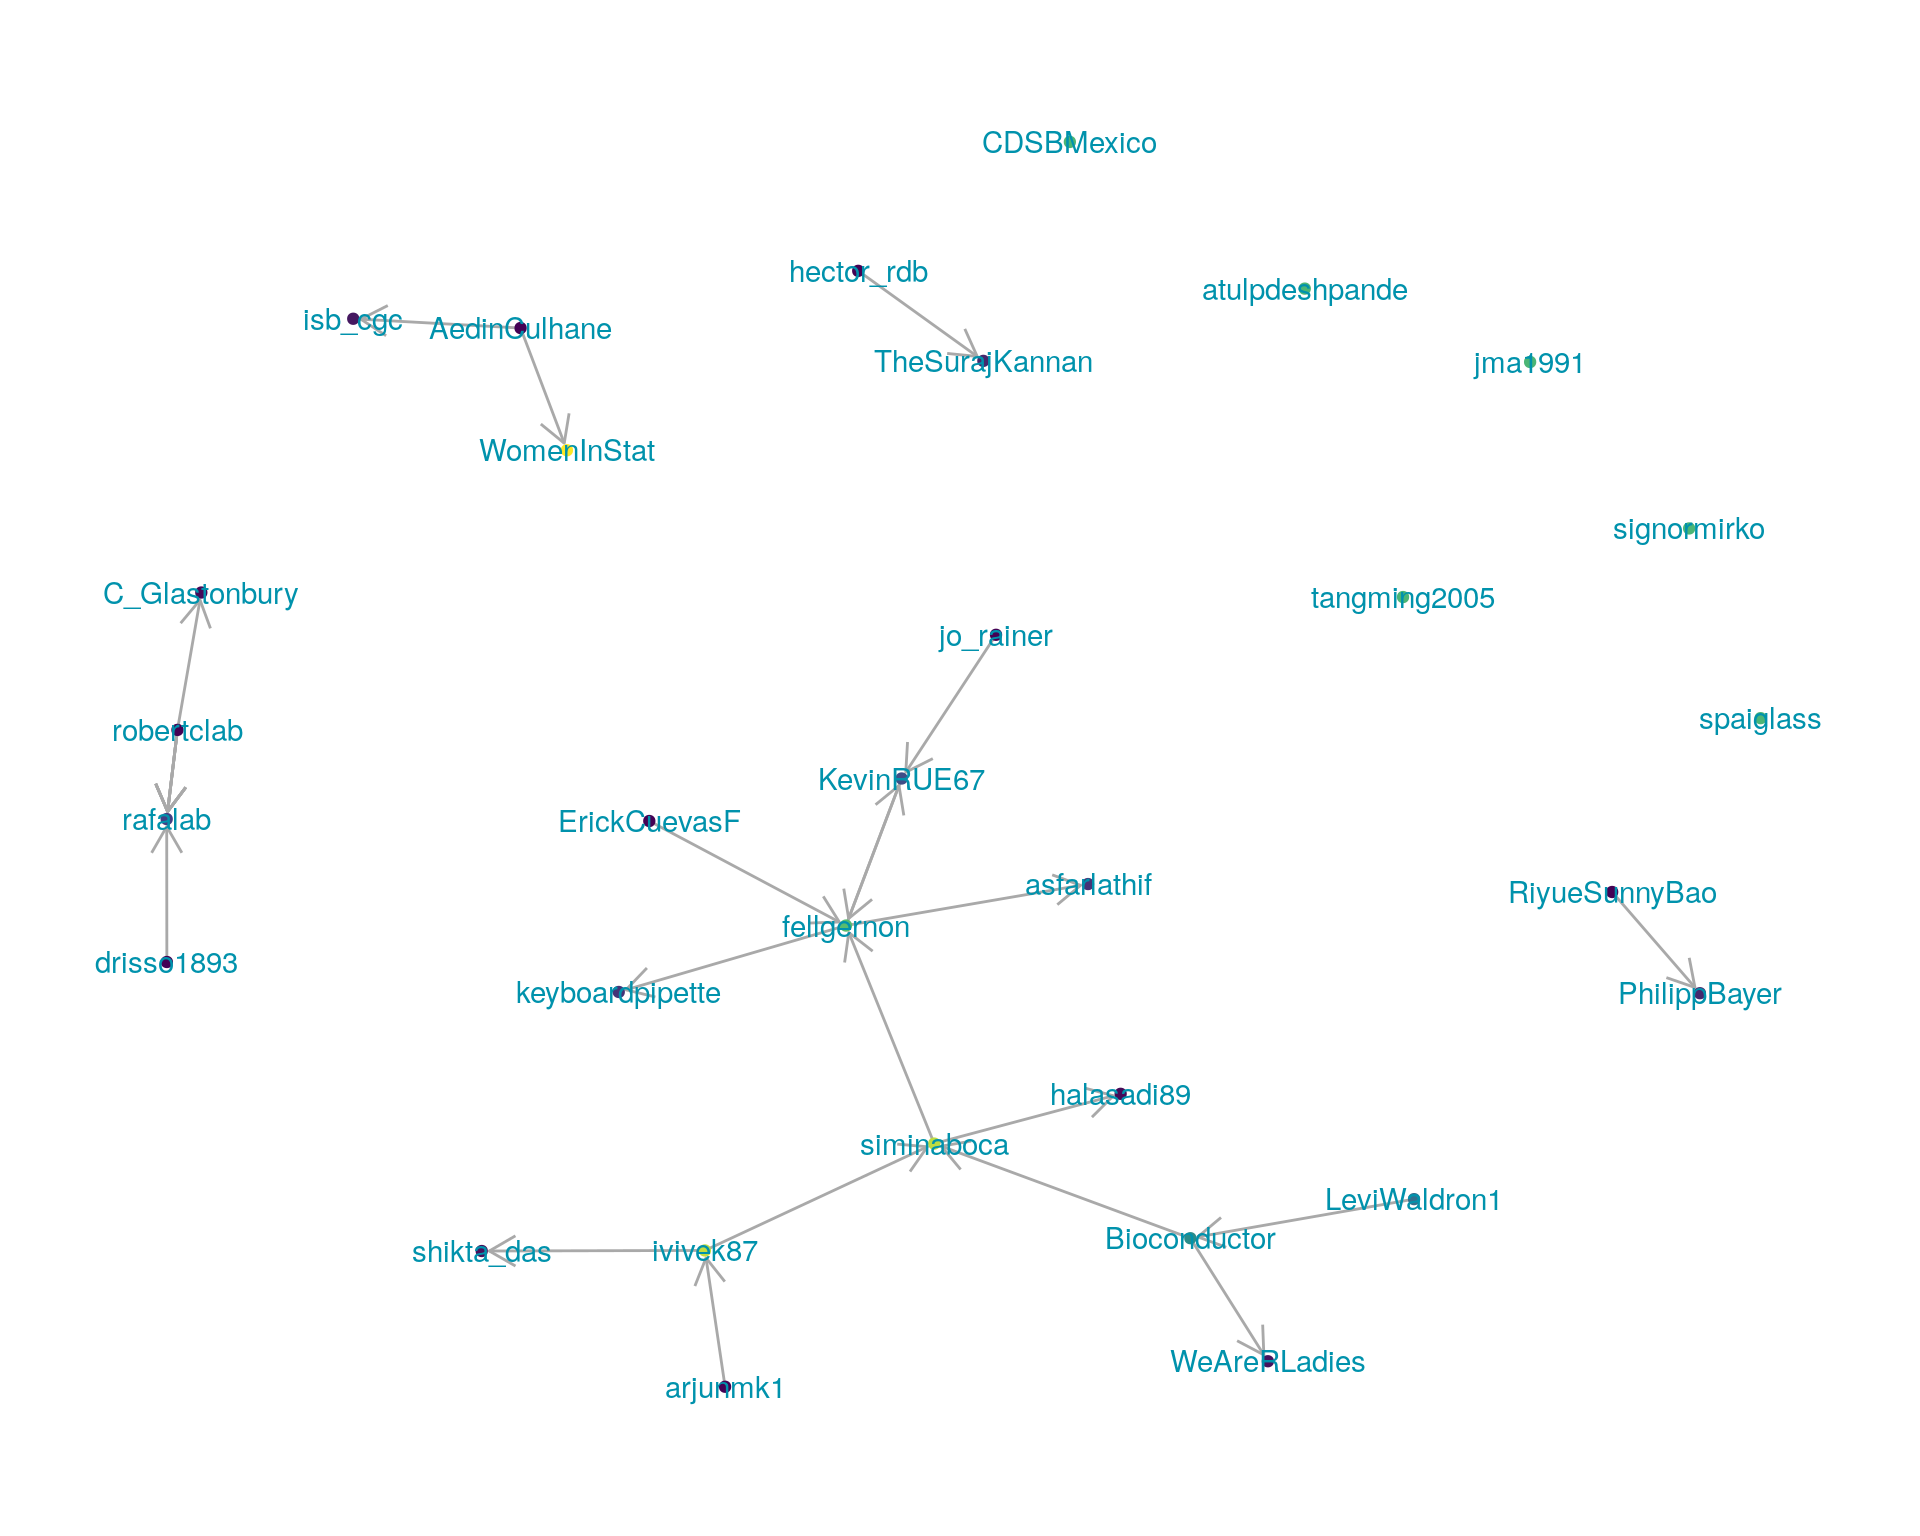 CDSBMexico
hector_rdb
atulpdeshpande
isb_cgc
AedinCulhane
TheSurajKannan
jma1991
WomenInStat
signormirko
C_Glastonbury
tangming2005
jo_rainer
spaiglass
robertclab
KevinRUE67
rafalab
ErickCuevasF
asfarlathif
RiyueSunnyBao
fellgernon
drisso1893
keyboardpipette
PhilippBayer
halasadi89
siminaboca
LeviWaldron1
Bioconductor
shikta_das
ivivek87
WeAreRLadies
arjunmk1